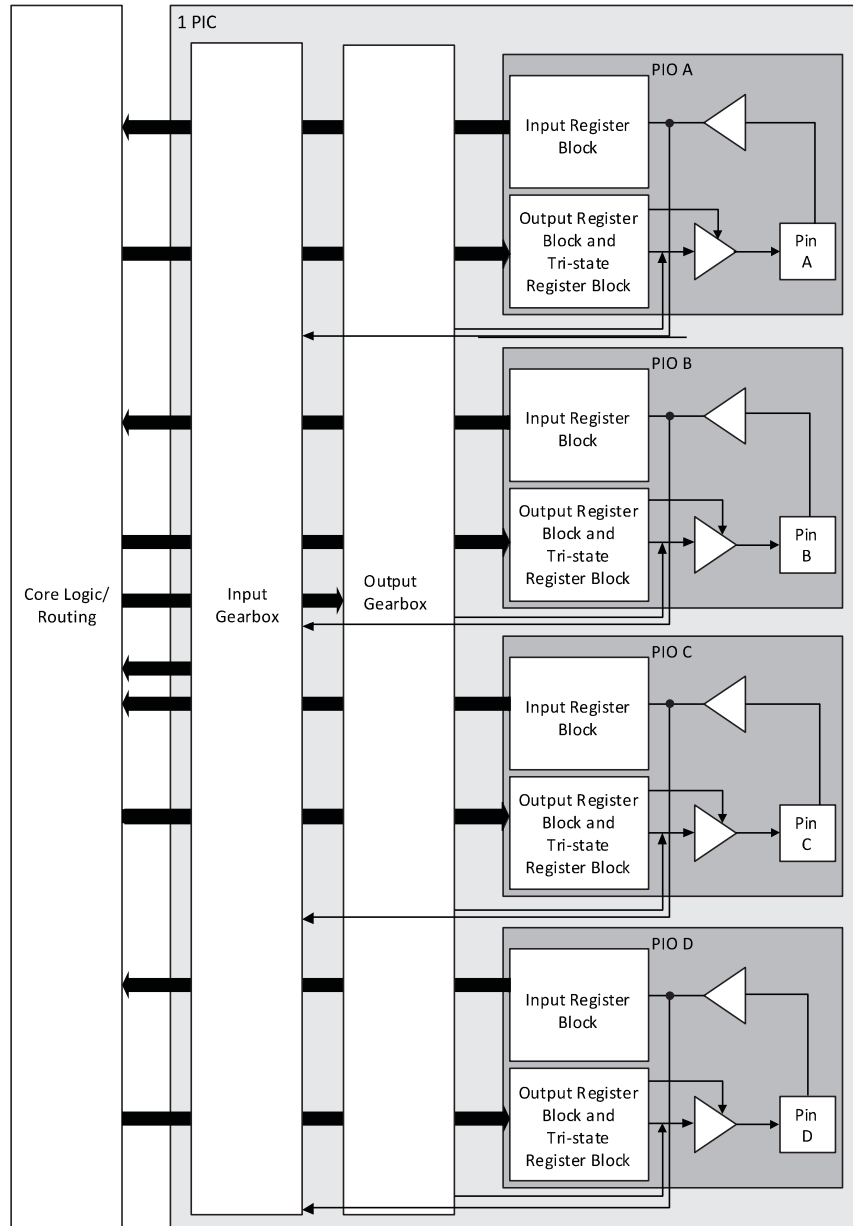 1 PIC
Core Logic/
Routing
Input
Gearbox
Output
Gearbox
PIO A
Input Register
Block
Output Register
Block and
Tri-state
Register Block
Pin
A
PIO B
Input Register
Block
Output Register
Block and
Tri-state
Register Block
Pin
B
PIO C
Input Register
Block
Output Register
Block and
Tri-state
Register Block
Pin
C
PIO D
Input Register
Block
Output Register
Block and
Tri-state
Register Block
Pin
D